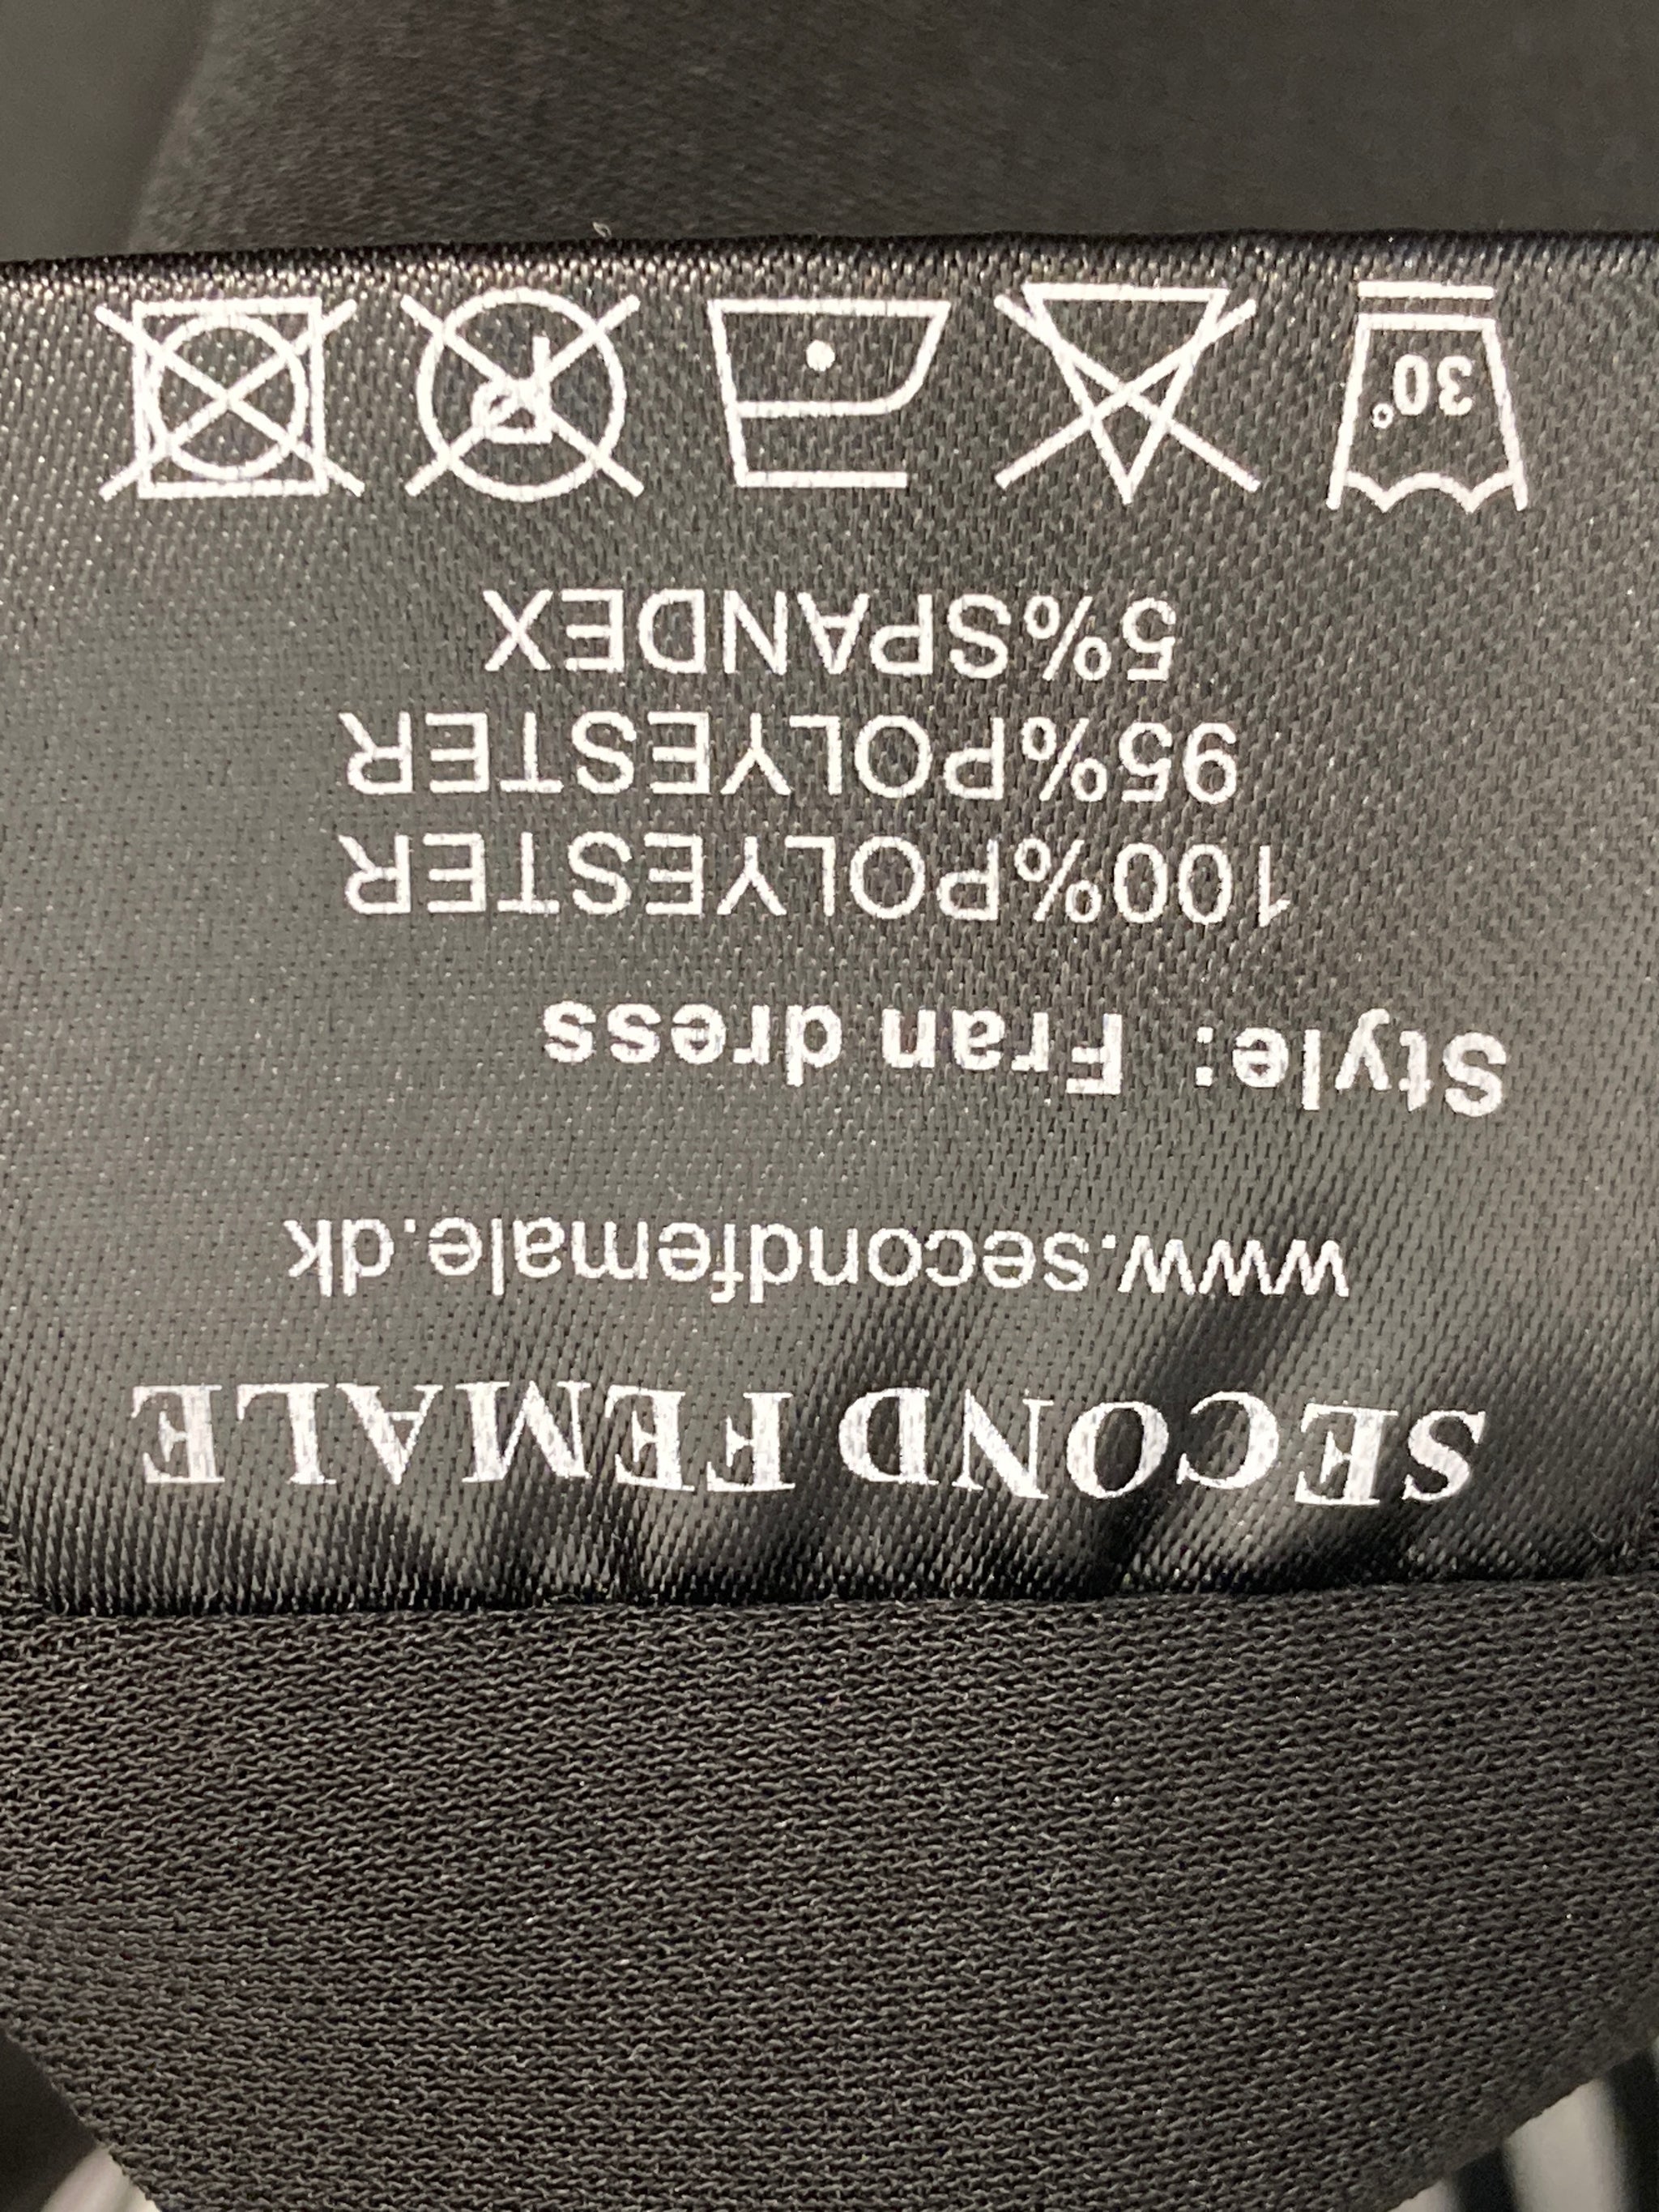 SECOND FEMALE
www.secondfemale.dk
Style: Fran dress
100%POLYESTER
95%POLYESTER
5%SPANDEX
30° P